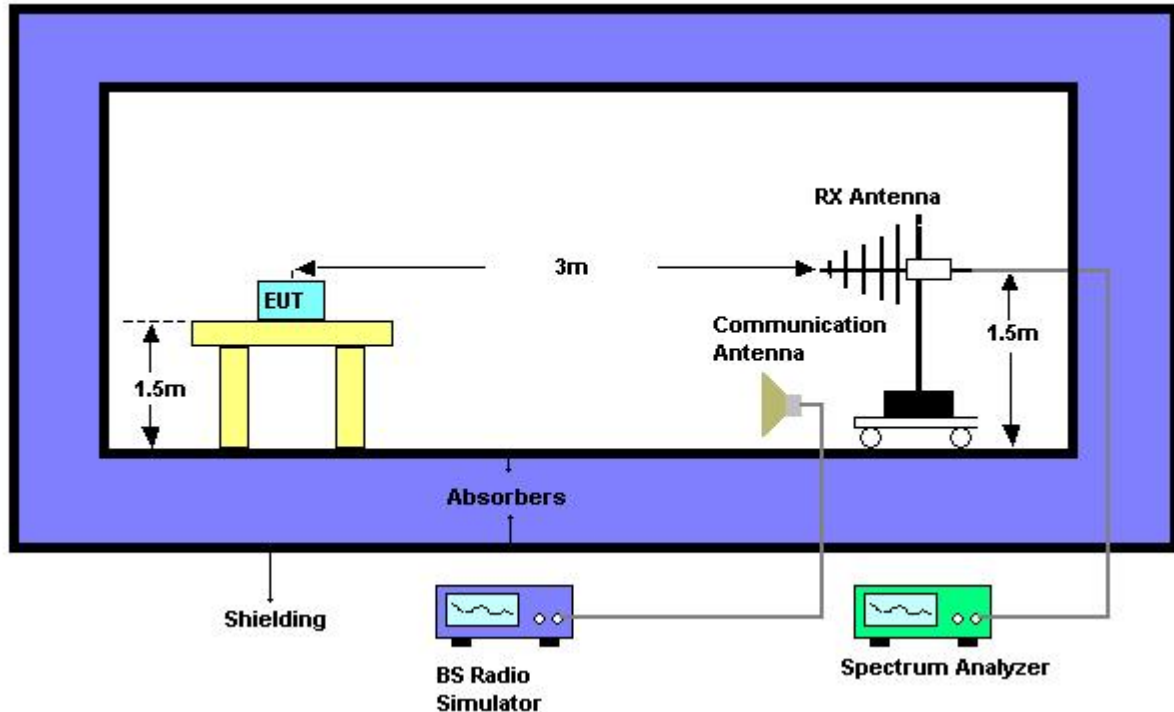 RX Antenna
3m
EUT
Communication
Antenna
1.5m
1.5m
Absorbers
Shielding
BS Radio
Simulator
Spectrum Analyzer